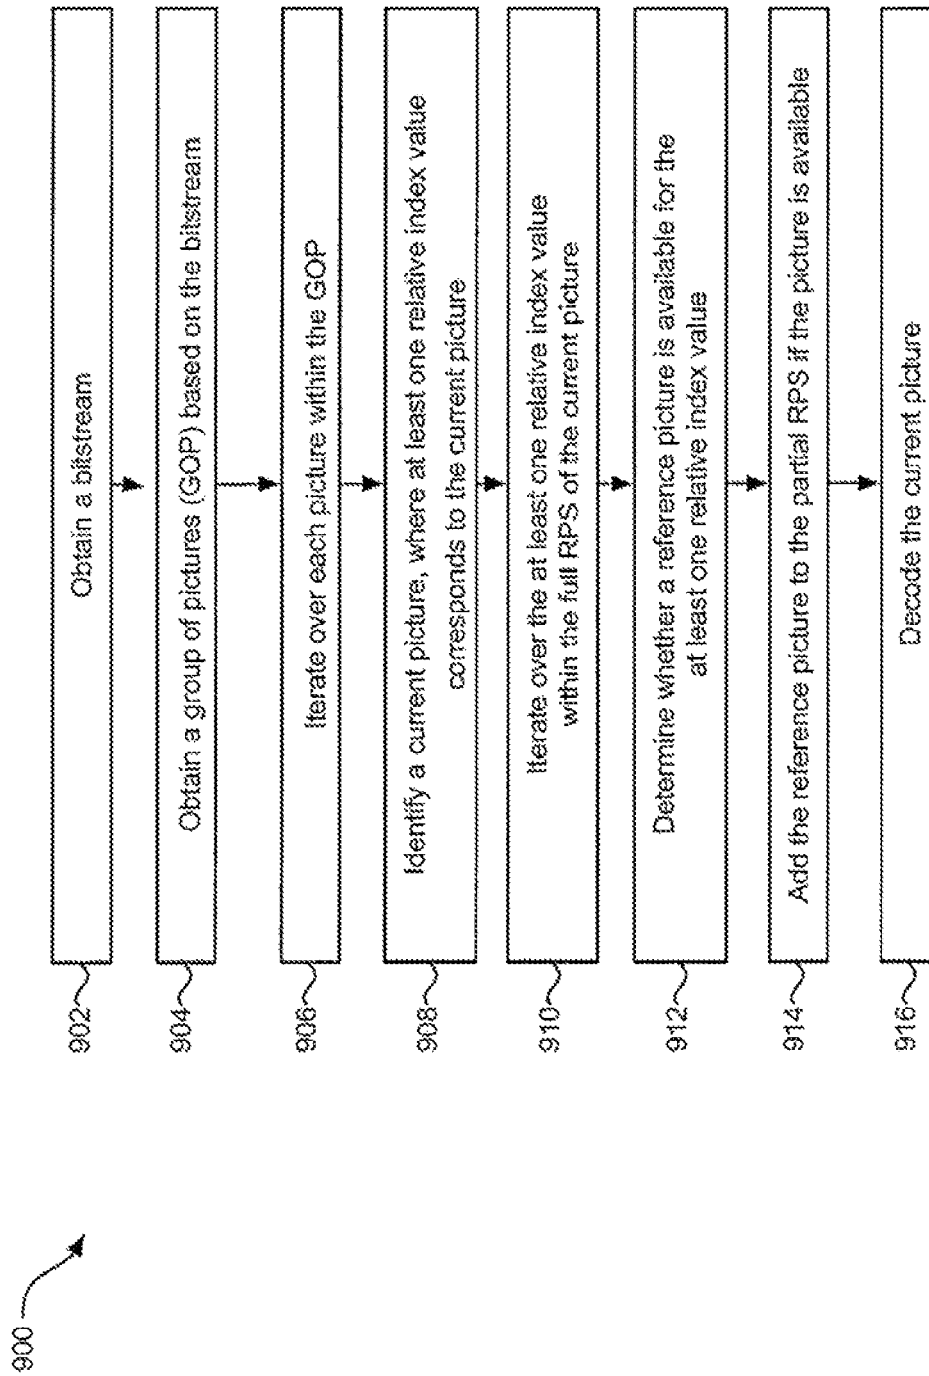 900
902
Obtain a bitstream
904
Obtain a group of pictures (GOP) based on the bitstream
906
Iterate over each picture within the GOP
908
Identify a current picture, where at least one relative index value
corresponds to the current picture
910
Iterate over the at least one relative index value
within the full RPS of the current picture
912
Determine whether a reference picture is available for the
at least one relative index value
914
Add the reference picture to the partial RPS if the picture is available
916
Decode the current picture